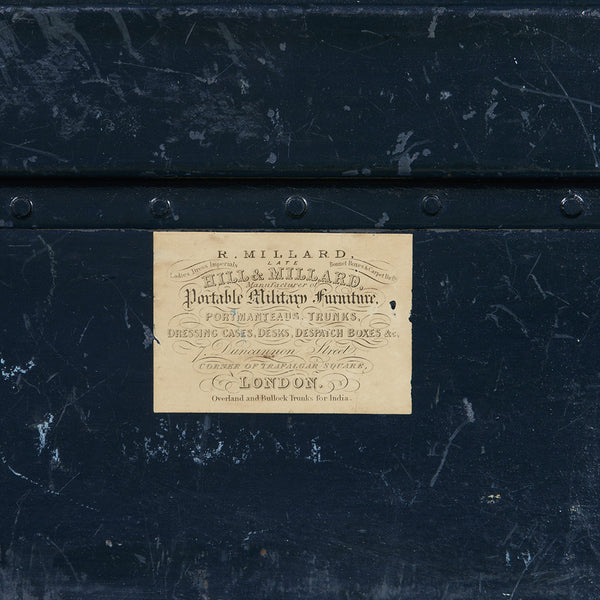 R. MILLARD,
LATE
Ladies Dress Imperials, Bonnet Boxes & Carpet Bags
HILL & MILLARD,
Manufacturer of
Portable Military Furniture,
PORTMANTEAUS, TRUNKS,
DRESSING CASES, DESKS, DESPATCH BOXES &c.
7, Duncannon Street,
CORNER OF TRAFALGAR SQUARE,
LONDON.
Overland and Bullock Trunks for India.